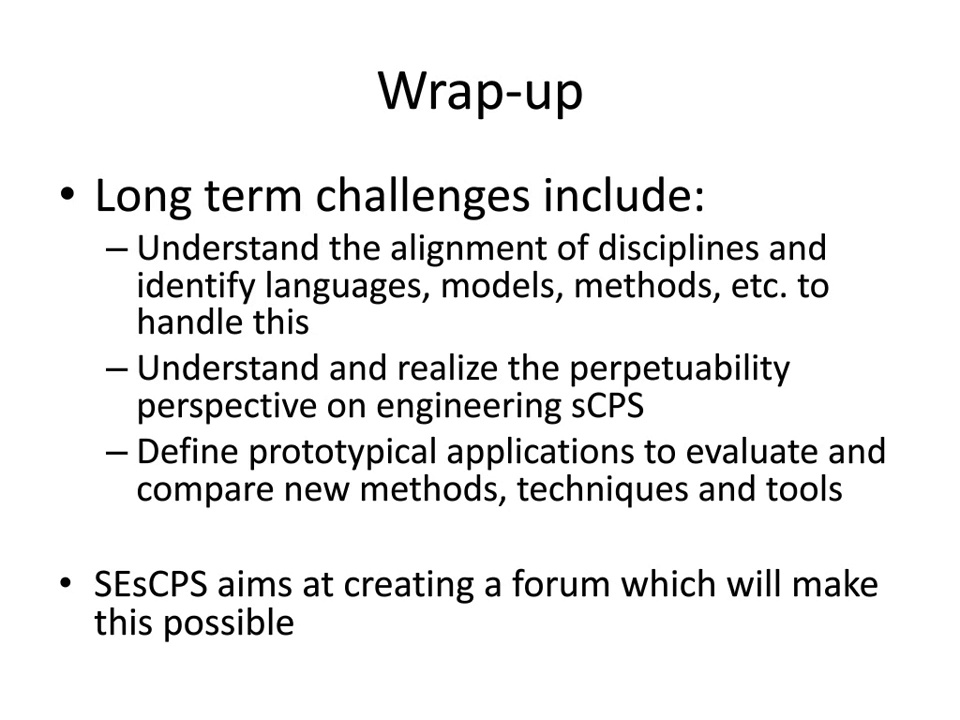 Wrap-up
• Long term challenges include:
– Understand the alignment of disciplines and
identify languages, models, methods, etc. to
handle this
– Understand and realize the perpetuability
perspective on engineering sCPS
– Define prototypical applications to evaluate and
compare new methods, techniques and tools
• SEsCPS aims at creating a forum which will make
this possible